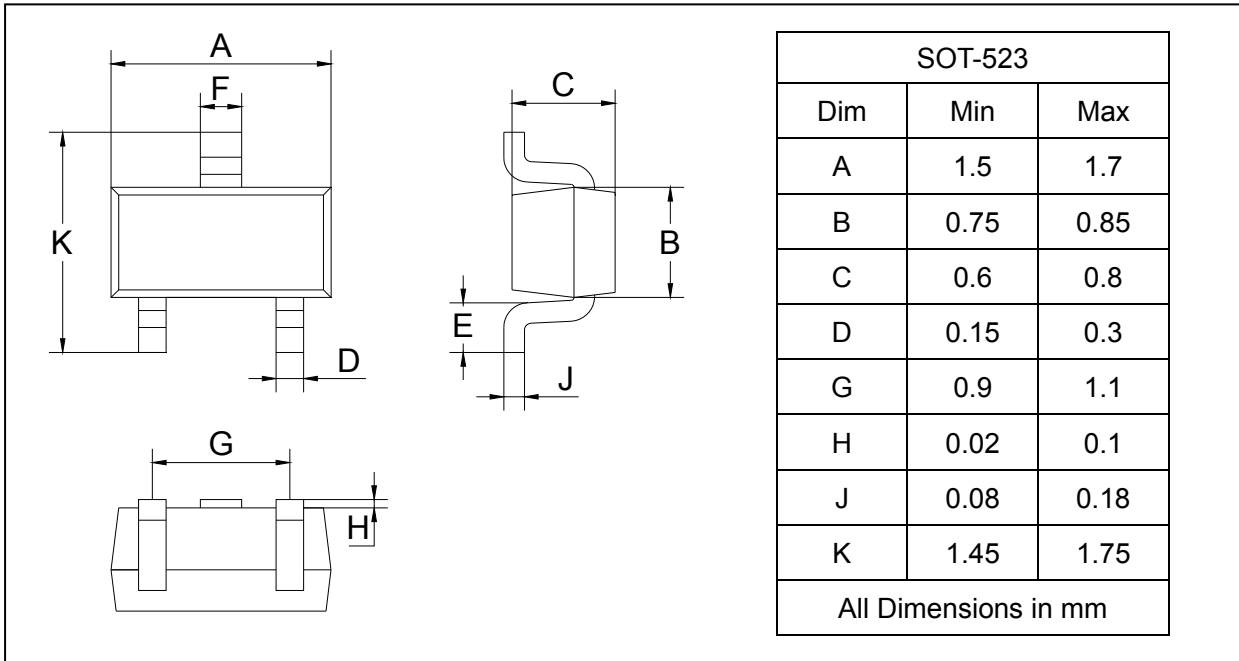 A
F
K
D
G
H
C
B
E
J
SOT-523
Dim Min Max
A 1.5 1.7
B 0.75 0.85
C 0.6 0.8
D 0.15 0.3
G 0.9 1.1
H 0.02 0.1
J 0.08 0.18
K 1.45 1.75
All Dimensions in mm